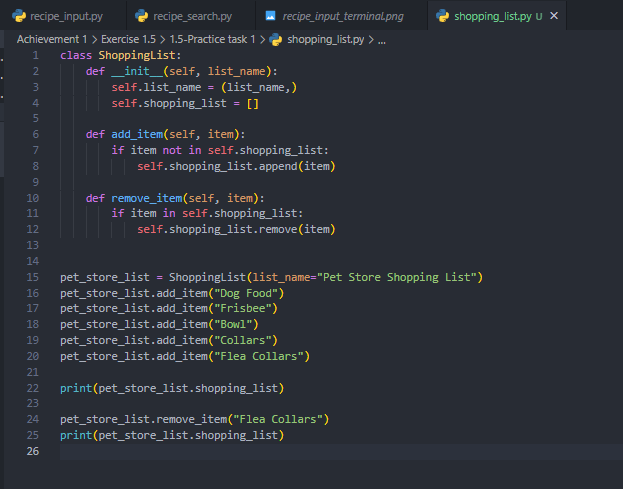 recipe_input.py recipe_search.py recipe_input_terminal.png shopping_list.py U ×
Achievement 1 > Exercise 1.5 > 1.5-Practice task 1 > shopping_list.py > ...
1 class ShoppingList:
2     def __init__(self, list_name):
3         self.list_name = (list_name,)
4         self.shopping_list = []
5
6     def add_item(self, item):
7         if item not in self.shopping_list:
8             self.shopping_list.append(item)
9
10     def remove_item(self, item):
11         if item in self.shopping_list:
12             self.shopping_list.remove(item)
13
14
15 pet_store_list = ShoppingList(list_name="Pet Store Shopping List")
16 pet_store_list.add_item("Dog Food")
17 pet_store_list.add_item("Frisbee")
18 pet_store_list.add_item("Bowl")
19 pet_store_list.add_item("Collars")
20 pet_store_list.add_item("Flea Collars")
21
22 print(pet_store_list.shopping_list)
23
24 pet_store_list.remove_item("Flea Collars")
25 print(pet_store_list.shopping_list)
26